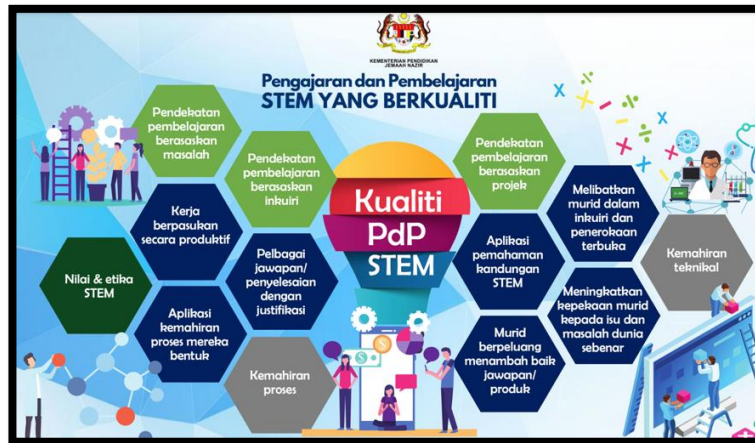 KEMENTERIAN PENDIDIKAN
JEMAAH NAZIR
Pengajaran dan Pembelajaran
STEM YANG BERKUALITI
Pendekatan
pembelajaran
berasaskan
masalah
Pendekatan
pembelajaran
berasaskan
inkuiri
Kerja
berpasukan
secara produktif
Nilai & etika
STEM
Pelbagai
jawapan/
penyelesaian
dengan
justifikasi
Aplikasi
kemahiran
proses mereka
bentuk
Kemahiran
proses
Kualiti
PdP
STEM
Pendekatan
pembelajaran
berasaskan
projek
Melibatkan
murid dalam
inkuiri dan
penerokaan
terbuka
Aplikasi
pemahaman
kandungan
STEM
Kemahiran
teknikal
Meningkatkan
kepekaan murid
kepada isu dan
masalah dunia
sebenar
Murid
berpeluang
menambah baik
jawapan/
produk